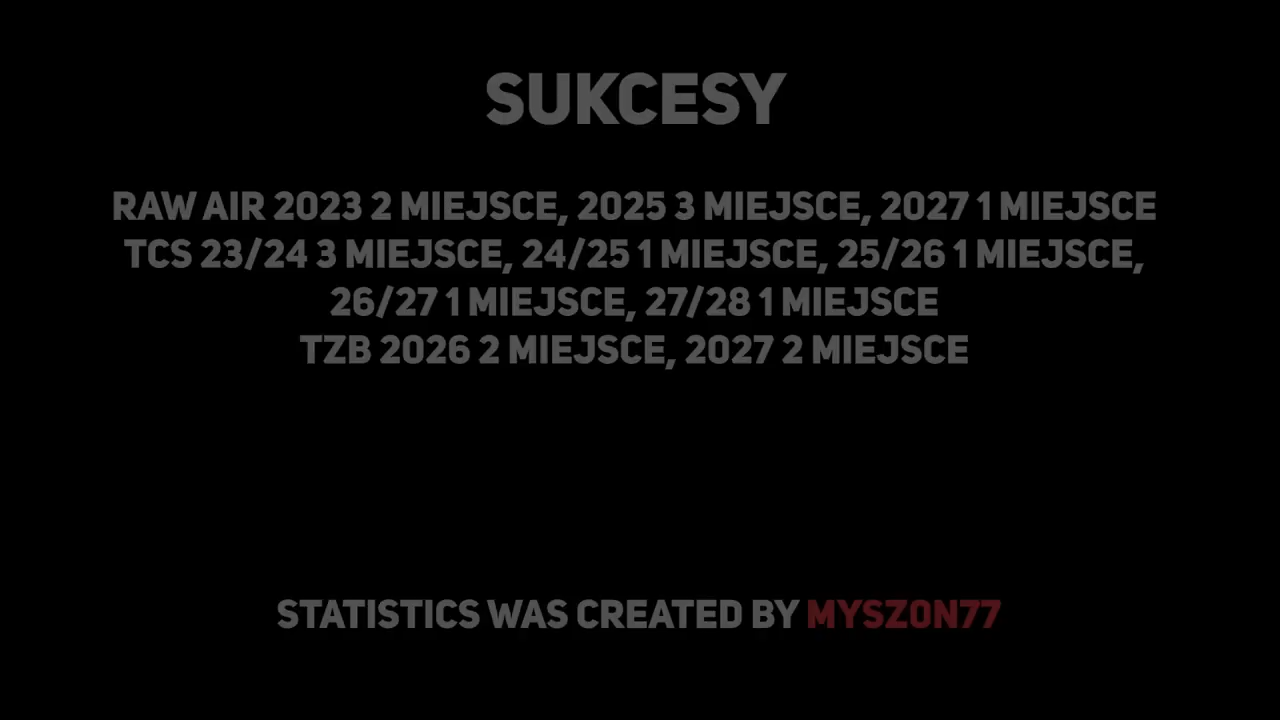 SUKCESY
RAW AIR 2023 2 MIEJSCE, 2025 3 MIEJSCE, 2027 1 MIEJSCE
TCS 23/24 3 MIEJSCE, 24/25 1 MIEJSCE, 25/26 1 MIEJSCE,
26/27 1 MIEJSCE, 27/28 1 MIEJSCE
TZB 2026 2 MIEJSCE, 2027 2 MIEJSCE
STATISTICS WAS CREATED BY MYSZON77